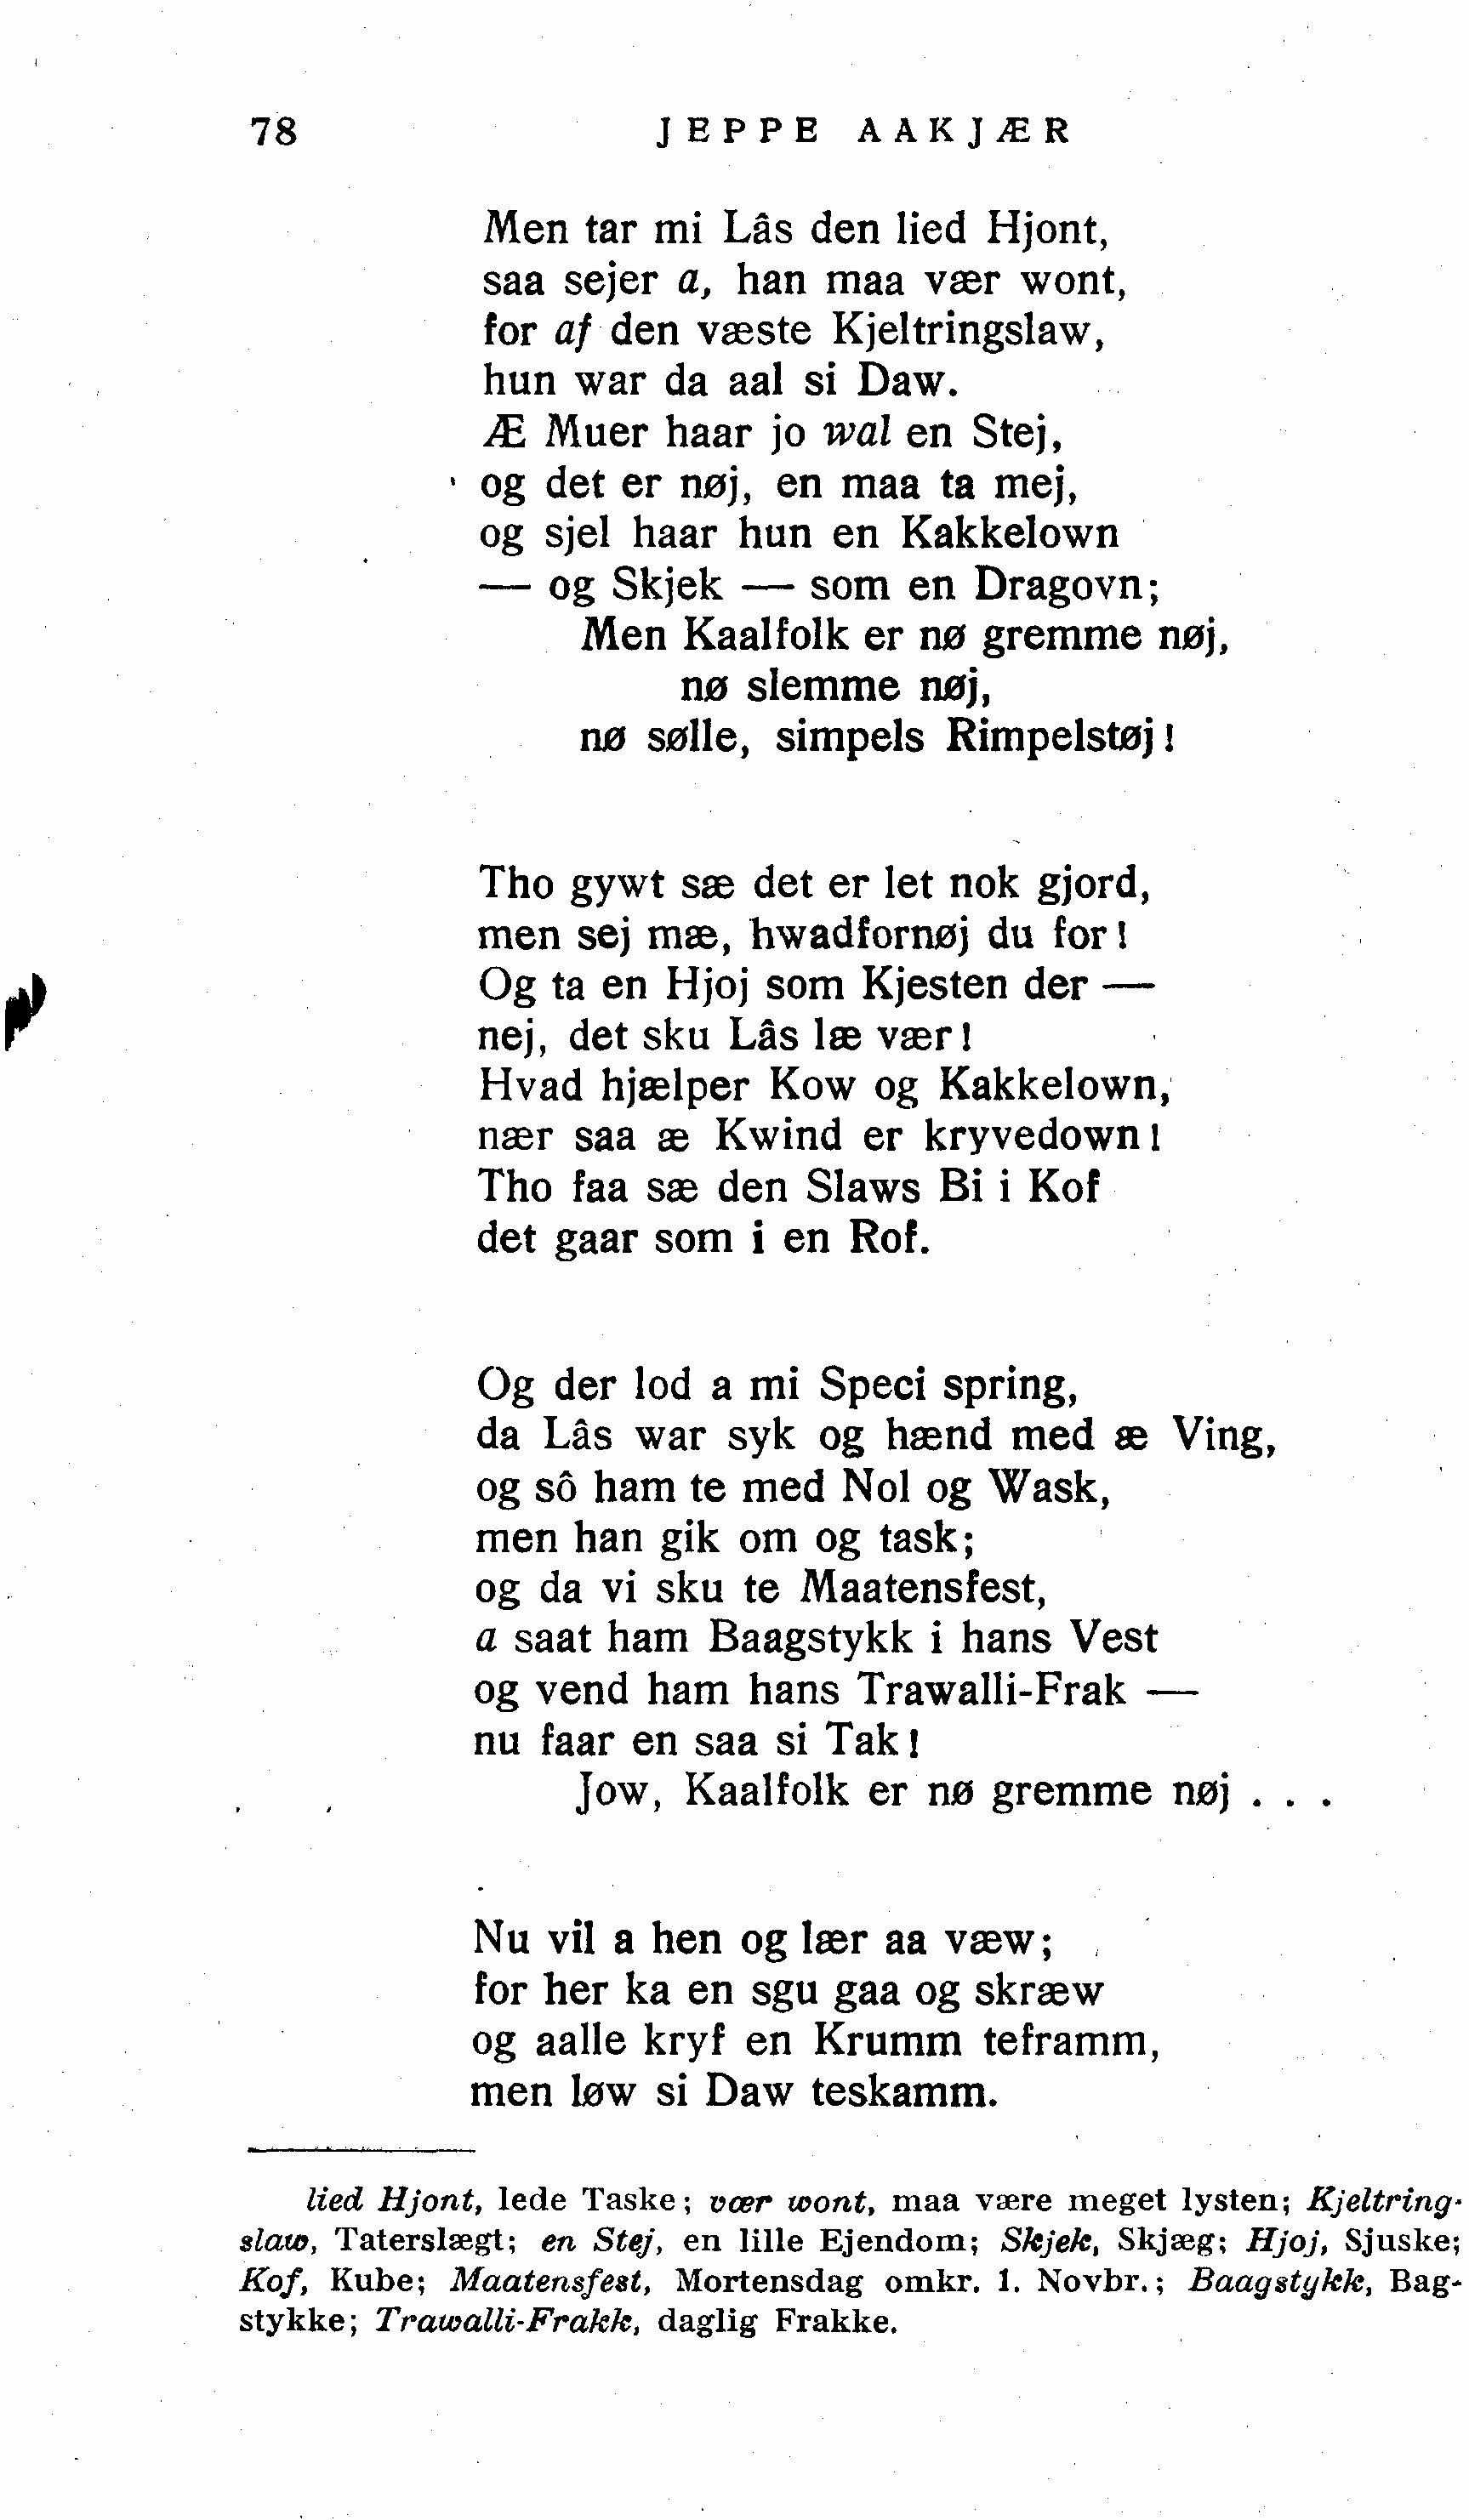 78 JEPPE AAKJÆR
Men tar mi Lâs den lied Hjont,
saa sejer a, han maa vær wont,
for af den væste Kjeltringslaw,
hun war da aal si Daw.
Æ Muer haar jo wal en Stej,
og det er nøj, en maa ta mej,
og sjel haar hun en Kakkelown
— og Skjek — som en Dragovn;
Men Kaalfolk er nø gremme nøj,
nø slemme nøj,
nø sølle, simpels Rimpelstøj!
Tho gywt sæ det er let nok gjord,
men sej mæ, hwadfornøj du for!
Og ta en Hjoj som Kjesten der —
nej, det sku Lâs læ vær!
Hvad hjælper Kow og Kakkelown,
nær saa æ Kwind er kryvedown!
Tho faa sæ den Slaws Bi i Kof
det gaar som i en Rof.
Og der lod a mi Speci spring,
da Lâs war syk og hænd med æ Ving,
og sô ham te med Nol og Wask,
men han gik om og task;
og da vi sku te Maatensfest,
a saat ham Baagstykk i hans Vest
og vend ham hans Trawalli-Frak —
nu faar en saa si Tak!
Jow, Kaalfolk er nø gremme nøj . . .
Nu vil a hen og lær aa væw;
for her ka en sgu gaa og skræw
og aalle kryf en Krumm teframm,
men løw si Daw teskamm.
lied Hjont, lede Taske; vær wont, maa være meget lysten; Kjeltring-
slaw, Taterslægt; en Stej, en lille Ejendom; Skjek, Skjæg; Hjoj, Sjuske;
Kof, Kube; Maatensfest, Mortensdag omkr. 1. Novbr.; Baagstykk, Bag-
stykke; Trawalli-Frakk, daglig Frakke.